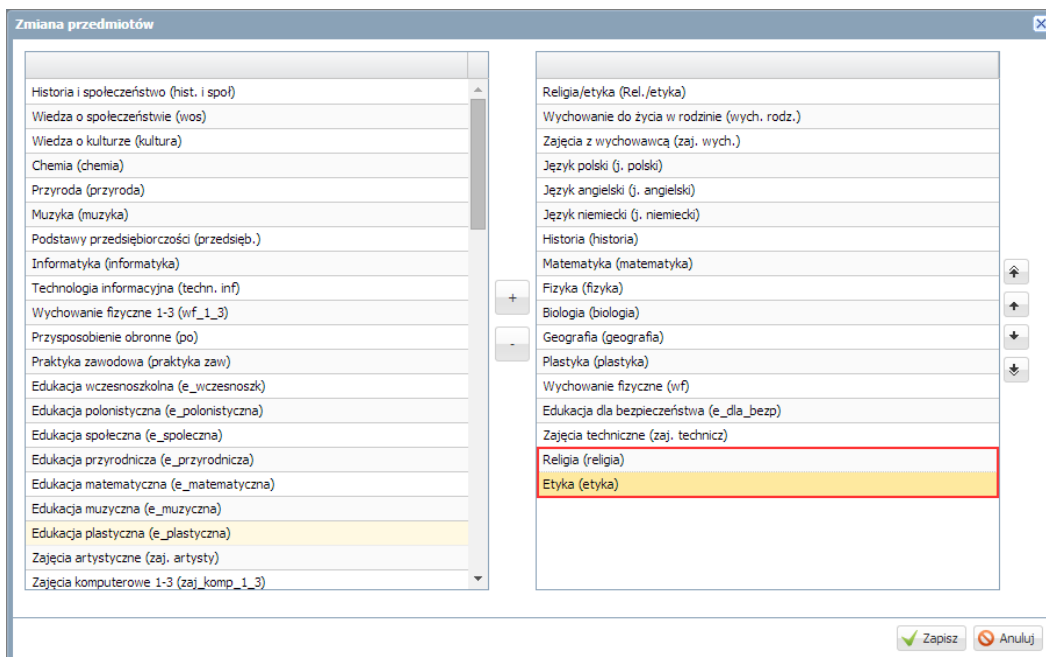 Zmiana przedmiotów
Historia i społeczeństwo (hist. i społ)
Wiedza o społeczeństwie (wos)
Wiedza o kulturze (kultura)
Chemia (chemia)
Przyroda (przyroda)
Muzyka (muzyka)
Podstawy przedsiębiorczości (przedsięb.)
Informatyka (informatyka)
Technologia informacyjna (techn. inf)
Wychowanie fizyczne 1-3 (wf_1_3)
Przysposobienie obronne (po)
Praktyka zawodowa (praktyka zaw)
Edukacja wczesnoszkolna (e_wczesnoszk)
Edukacja polonistyczna (e_polonistyczna)
Edukacja społeczna (e_spoleczna)
Edukacja przyrodnicza (e_przyrodnicza)
Edukacja matematyczna (e_matematyczna)
Edukacja muzyczna (e_muzyczna)
Edukacja plastyczna (e_plastyczna)
Zajęcia artystyczne (zaj. artysty)
Zajęcia komputerowe 1-3 (zaj_komp_1_3)
+
-
Religia/etyka (Rel./etyka)
Wychowanie do życia w rodzinie (wych. rodz.)
Zajęcia z wychowawcą (zaj. wych.)
Język polski (j. polski)
Język angielski (j. angielski)
Język niemiecki (j. niemiecki)
Historia (historia)
Matematyka (matematyka)
Fizyka (fizyka)
Biologia (biologia)
Geografia (geografia)
Plastyka (plastyka)
Wychowanie fizyczne (wf)
Edukacja dla bezpieczeństwa (e_dla_bezp)
Zajęcia techniczne (zaj. technicz)
Religia (religia)
Etyka (etyka)
Zapisz
Anuluj